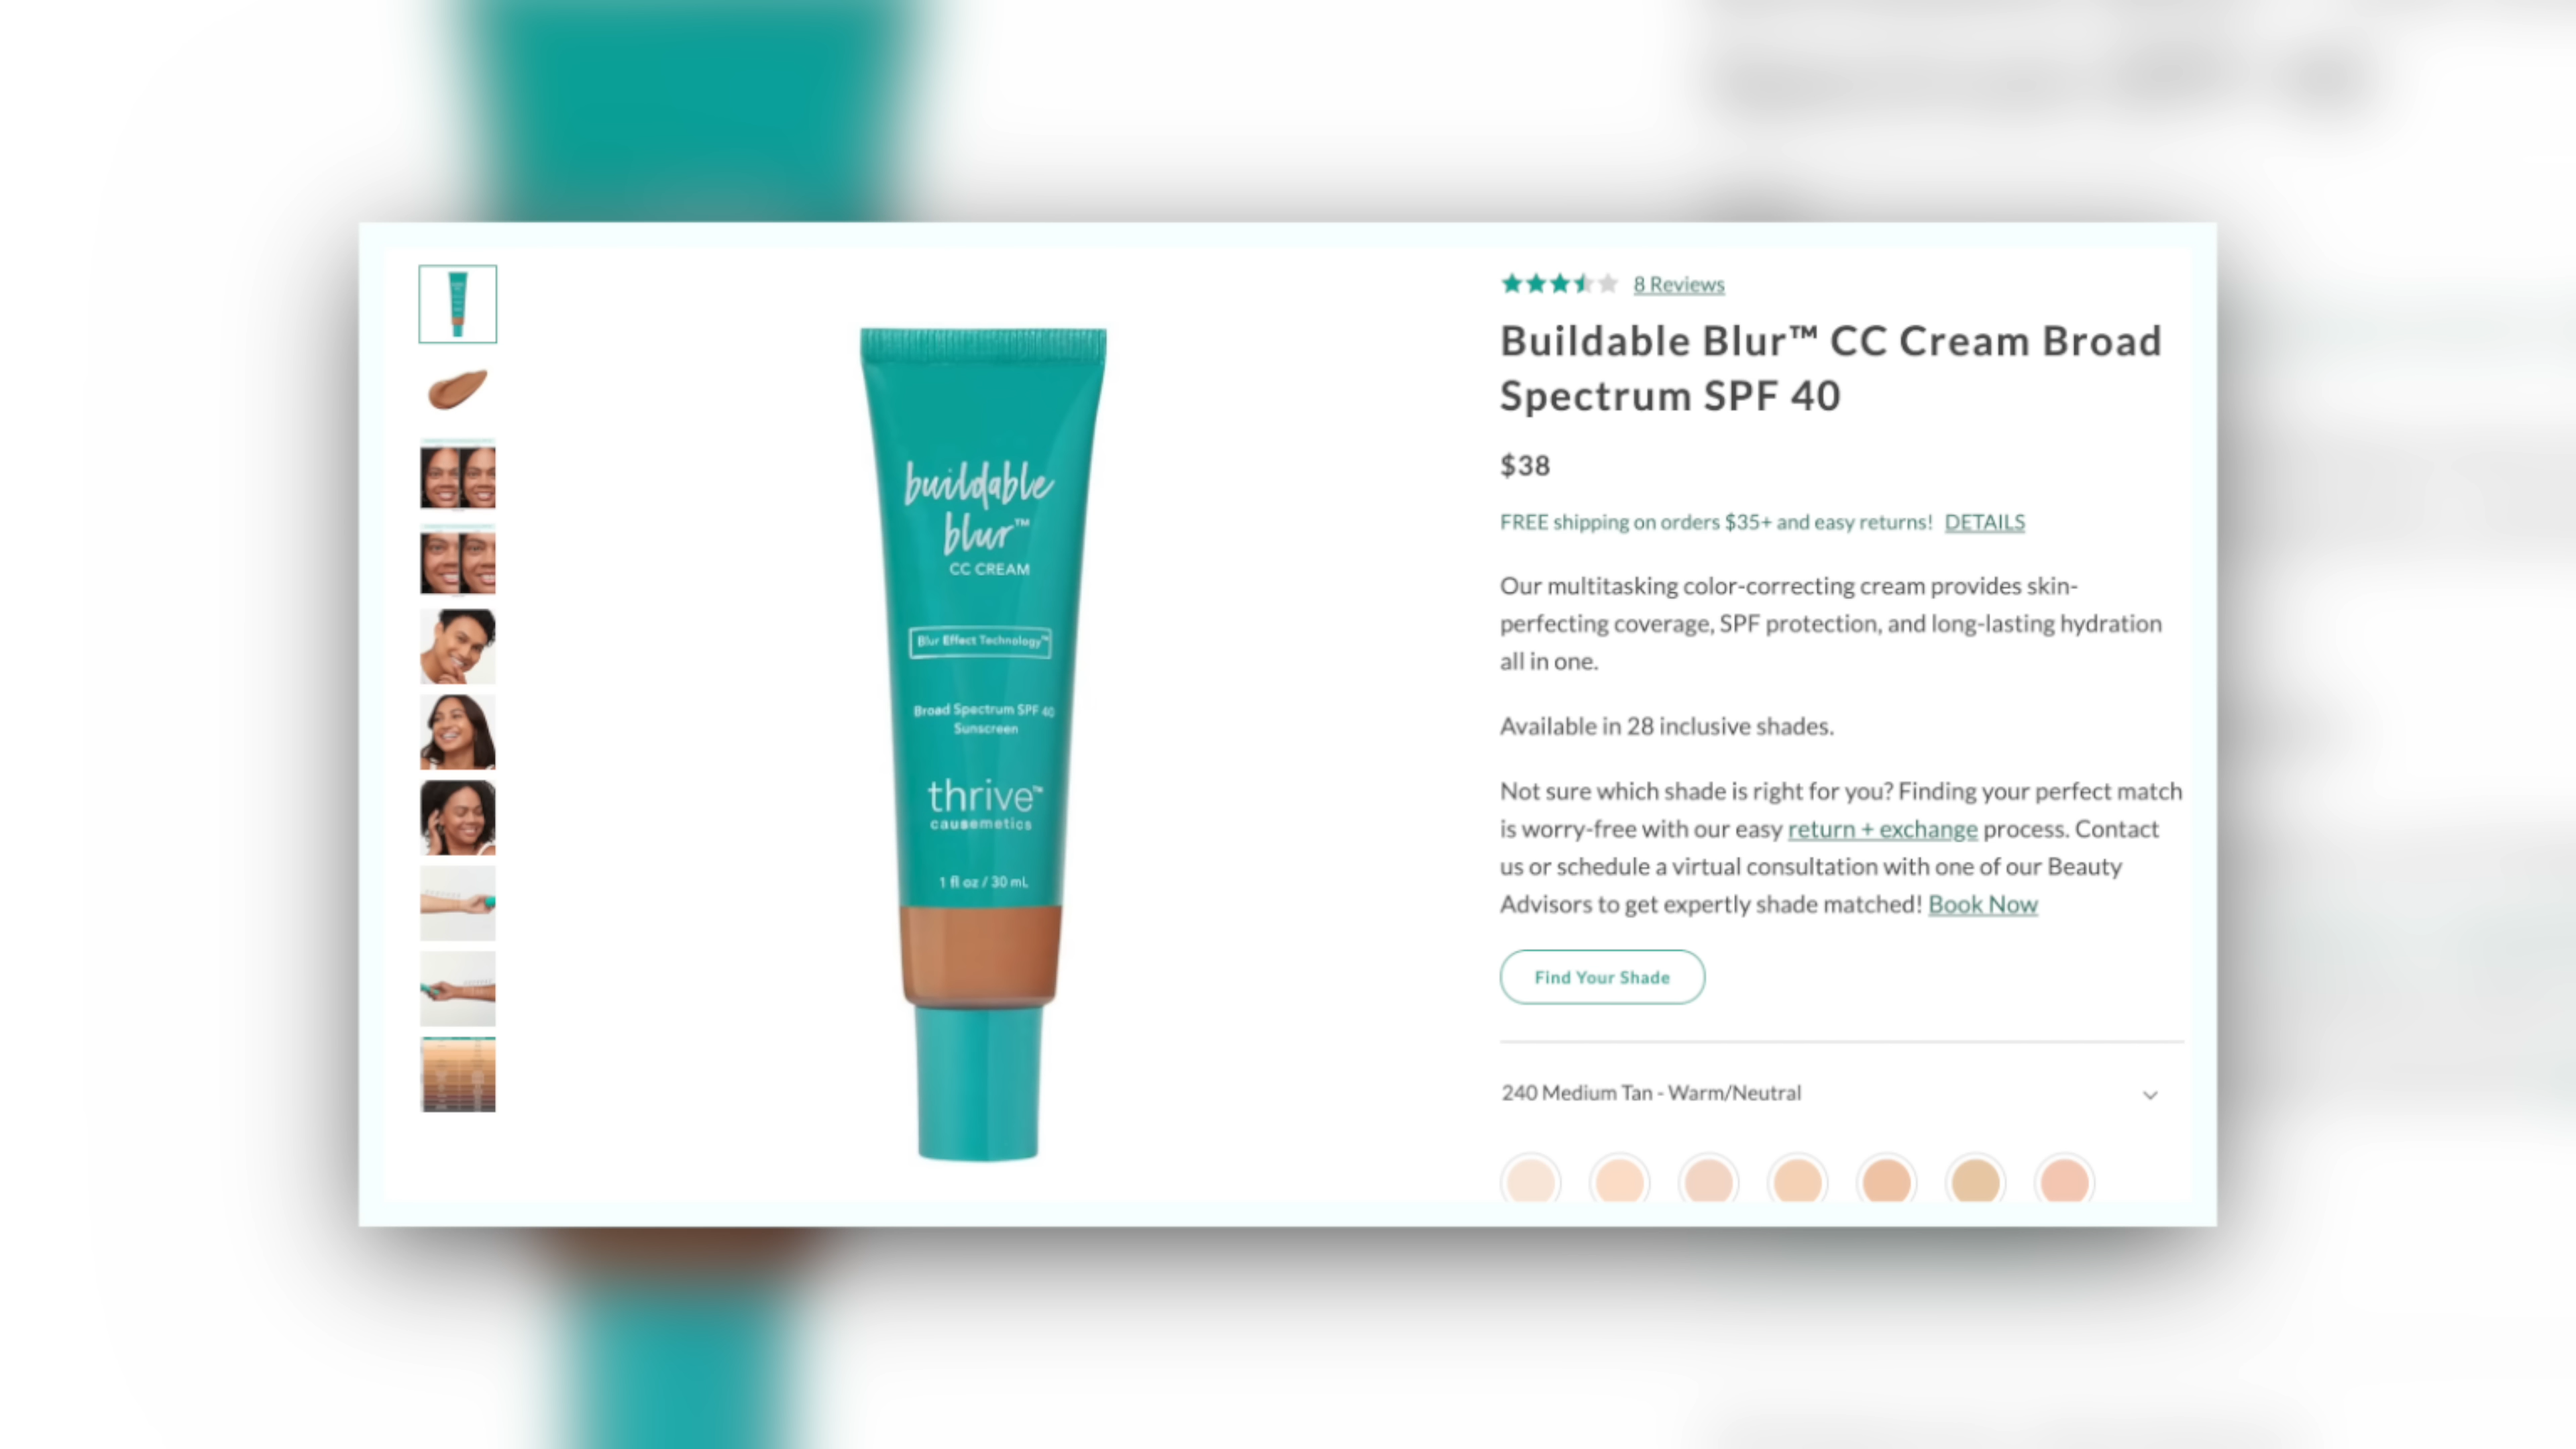 8 Reviews
Buildable Blur™ CC Cream Broad
Spectrum SPF 40
$38
FREE shipping on orders $35+ and easy returns! DETAILS
Our multitasking color-correcting cream provides skin-
perfecting coverage, SPF protection, and long-lasting hydration
all in one.
Available in 28 inclusive shades.
Not sure which shade is right for you? Finding your perfect match
is worry-free with our easy return + exchange process. Contact
us or schedule a virtual consultation with one of our Beauty
Advisors to get expertly shade matched! Book Now
Find Your Shade
240 Medium Tan - Warm/Neutral
buildable
blur™
CC CREAM
Blur Effect Technology™
Broad Spectrum SPF 40
Sunscreen
thrive™
causemetics
1 fl oz / 30 mL